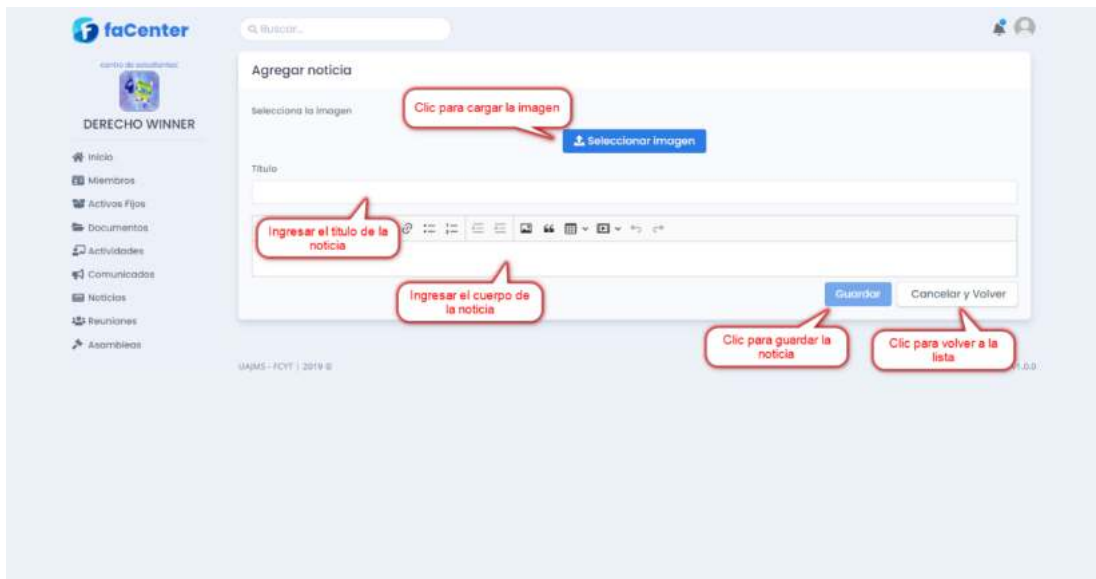 faCenter
Buscar...
centro de estudiantes
DERECHO WINNER
Inicio
Miembros
Activos Fijos
Documentos
Actividades
Comunicados
Noticias
Reuniones
Asambleas
Agregar noticia
Selecciona la imagen
Clic para cargar la imagen
Seleccionar imagen
Título
Ingresar el título de la
noticia
Ingresar el cuerpo de
la noticia
Guardar
Cancelar y Volver
Clic para guardar la
noticia
Clic para volver a la
lista
UAJMS - FCYT | 2019 ©